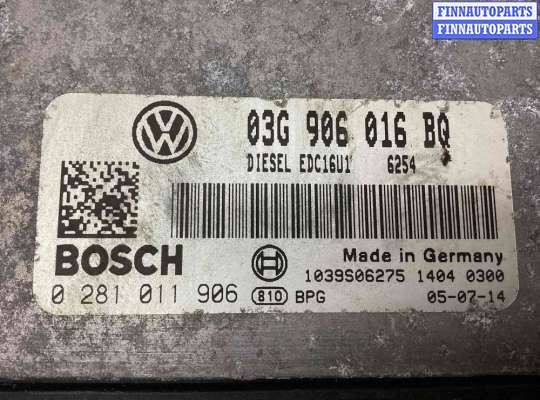 FINNAUTOPARTS
FINNAUTOPARTS
03G 906 016 BQ
DIESEL EDC16U1 6254
BOSCH
Made in Germany
1039S06275 1404 0300
0 281 011 906 810 BPG 05-07-14